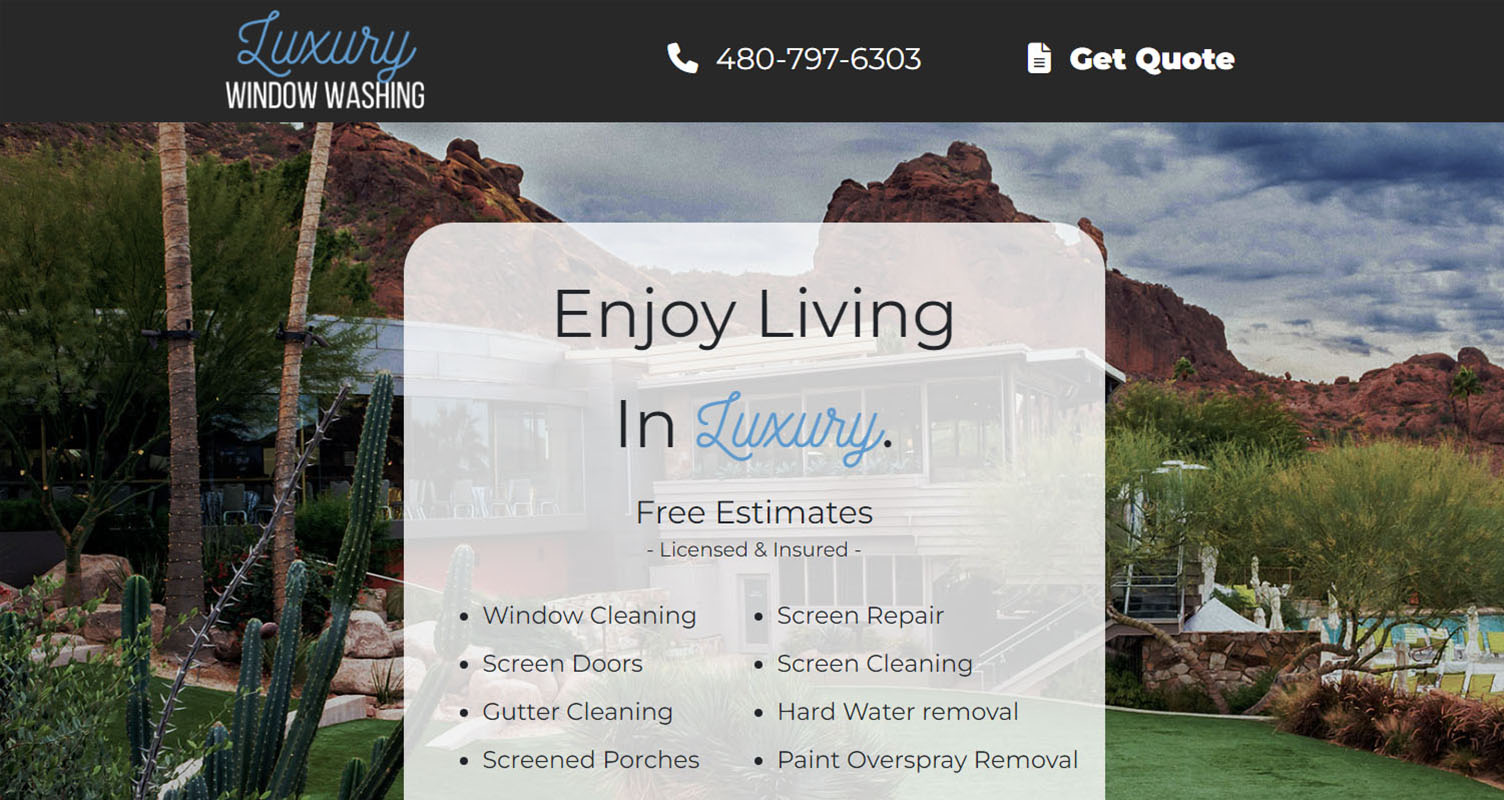 Luxury
WINDOW WASHING
480-797-6303
Get Quote
Enjoy Living
In Luxury.
Free Estimates
- Licensed & Insured -
• Window Cleaning
• Screen Doors
• Gutter Cleaning
• Screened Porches
• Screen Repair
• Screen Cleaning
• Hard Water removal
• Paint Overspray Removal